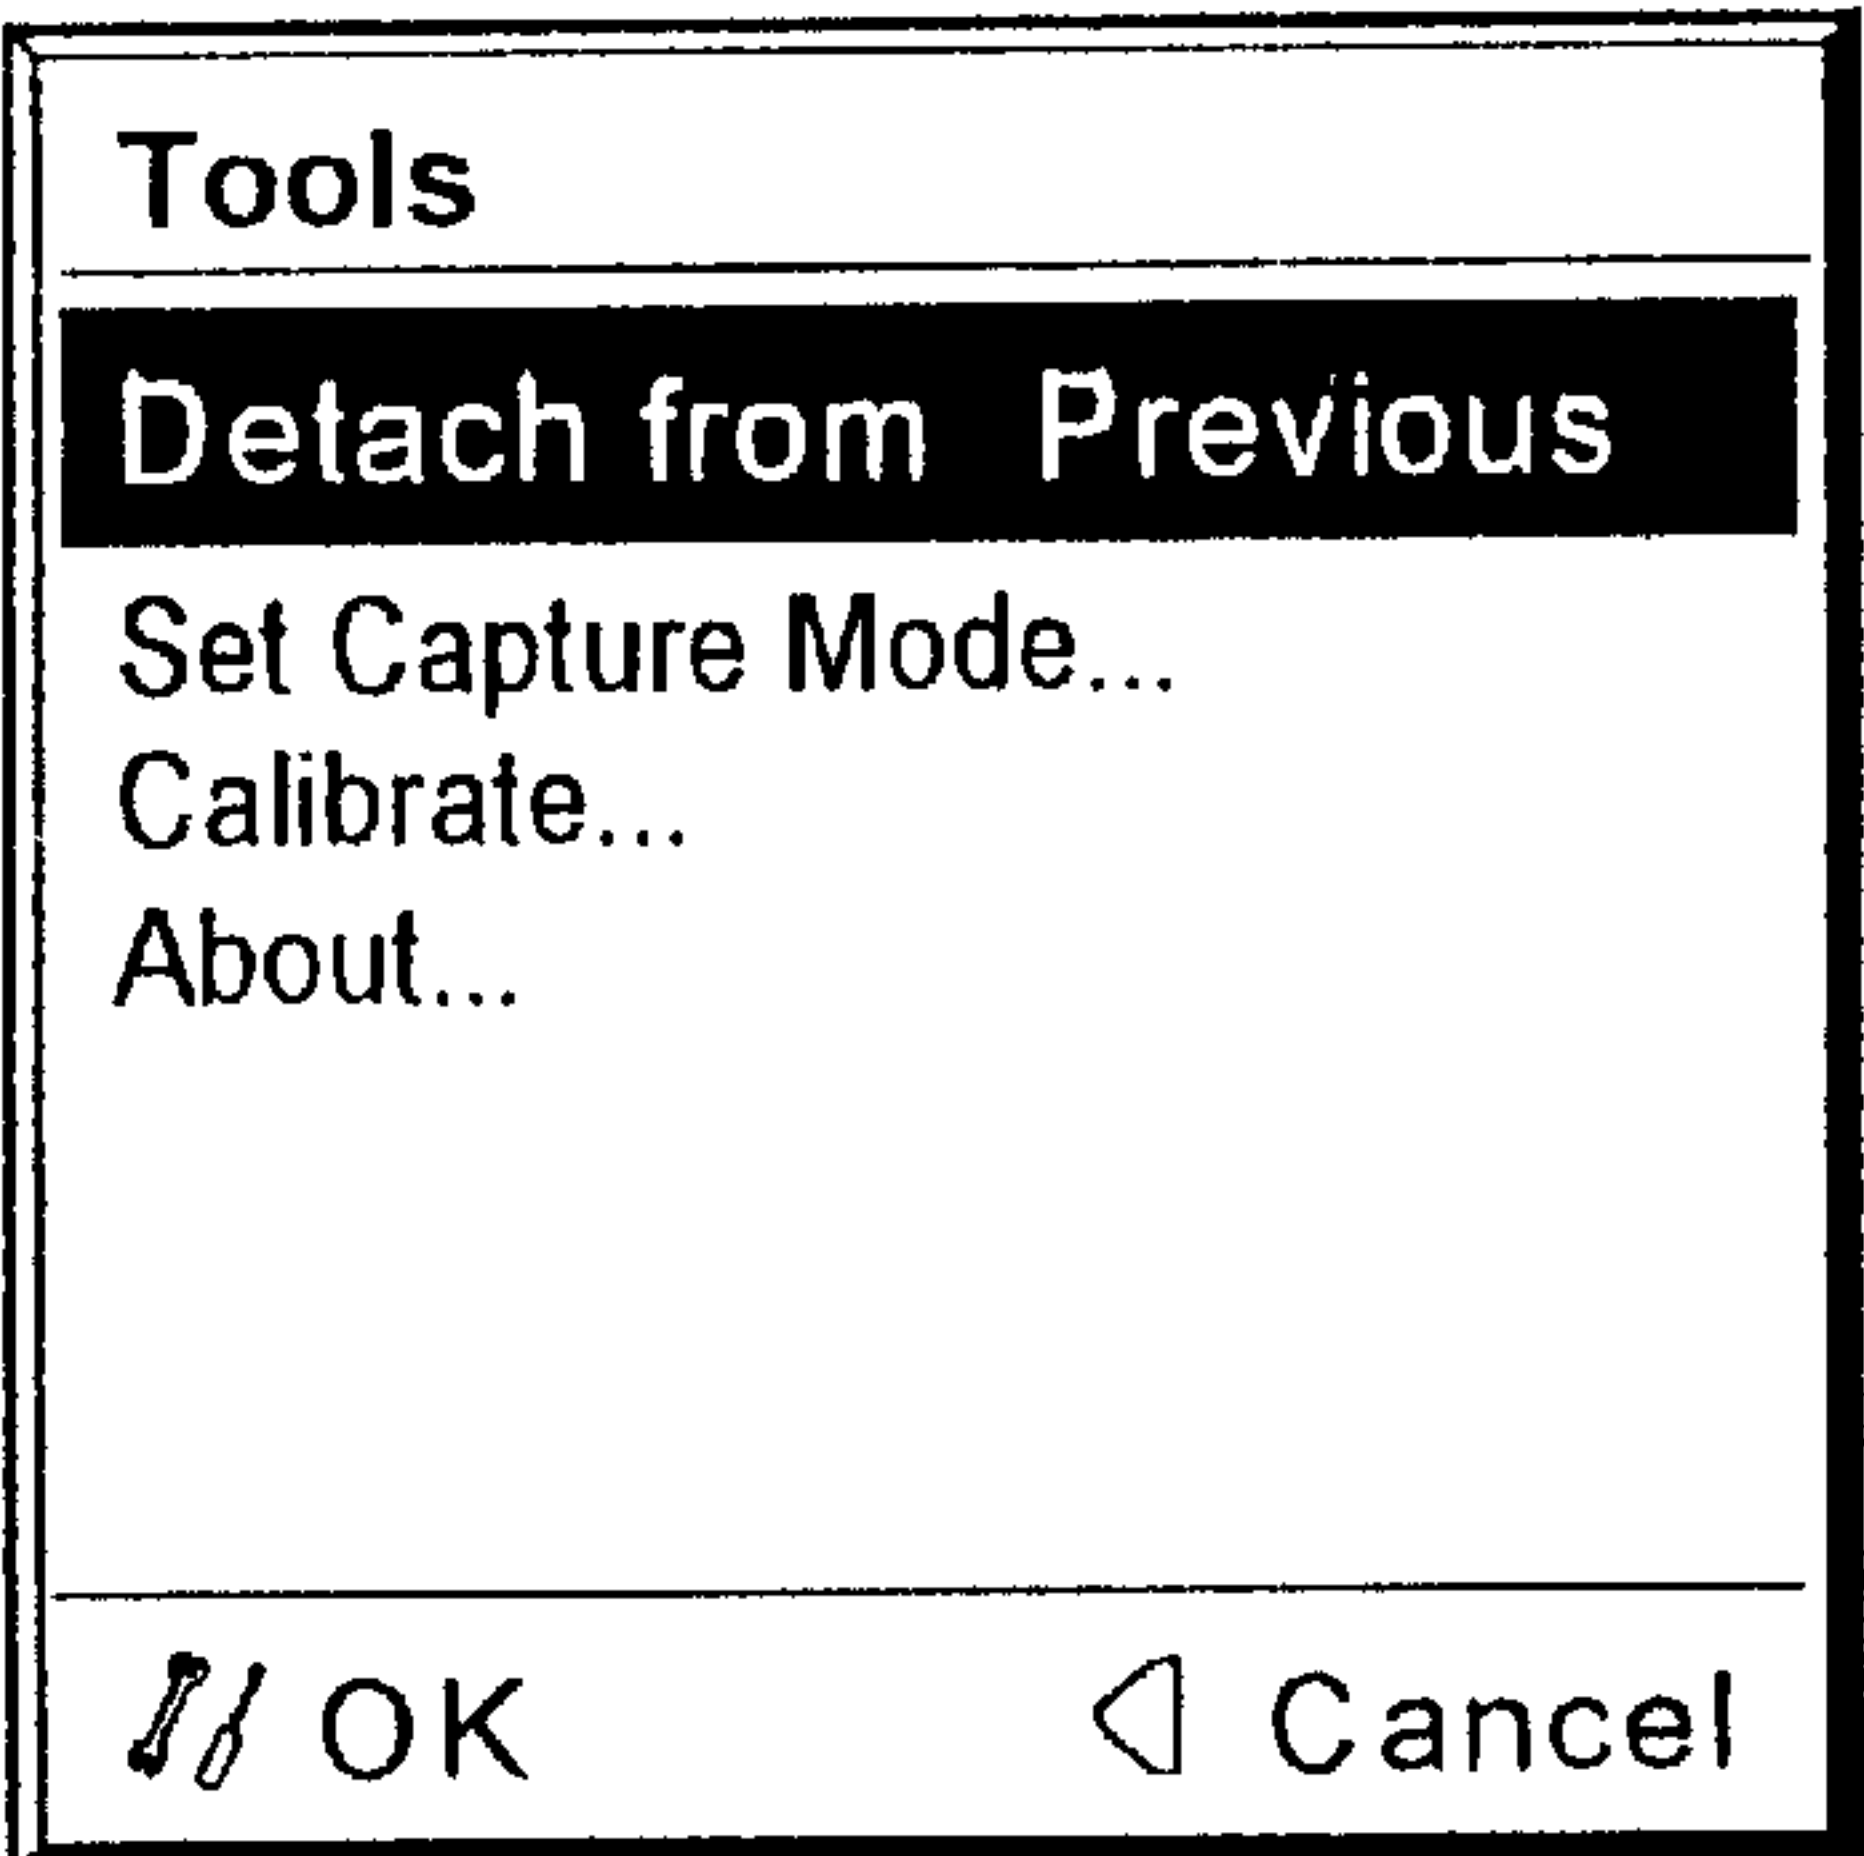 Tools
Detach from Previous
Set Capture Mode...
Calibrate...
About...
OK Cancel